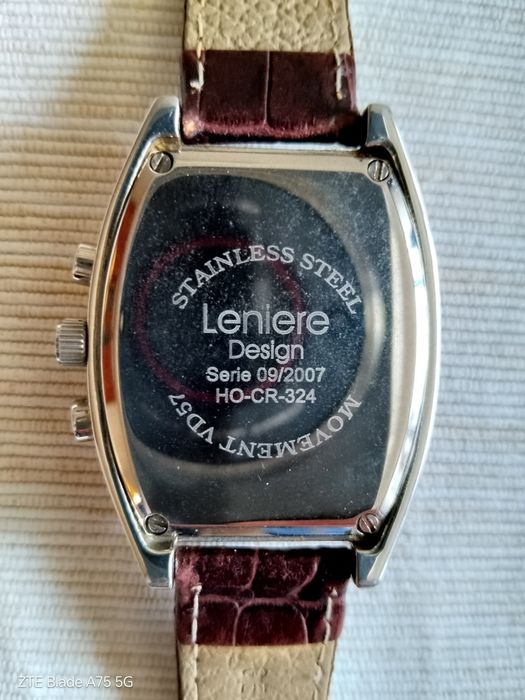 STAINLESS STEEL
Leniere
Design
Serie 09/2007
HO-CR-324
MOVEMENT VD57
ZTE Blade A75 5G